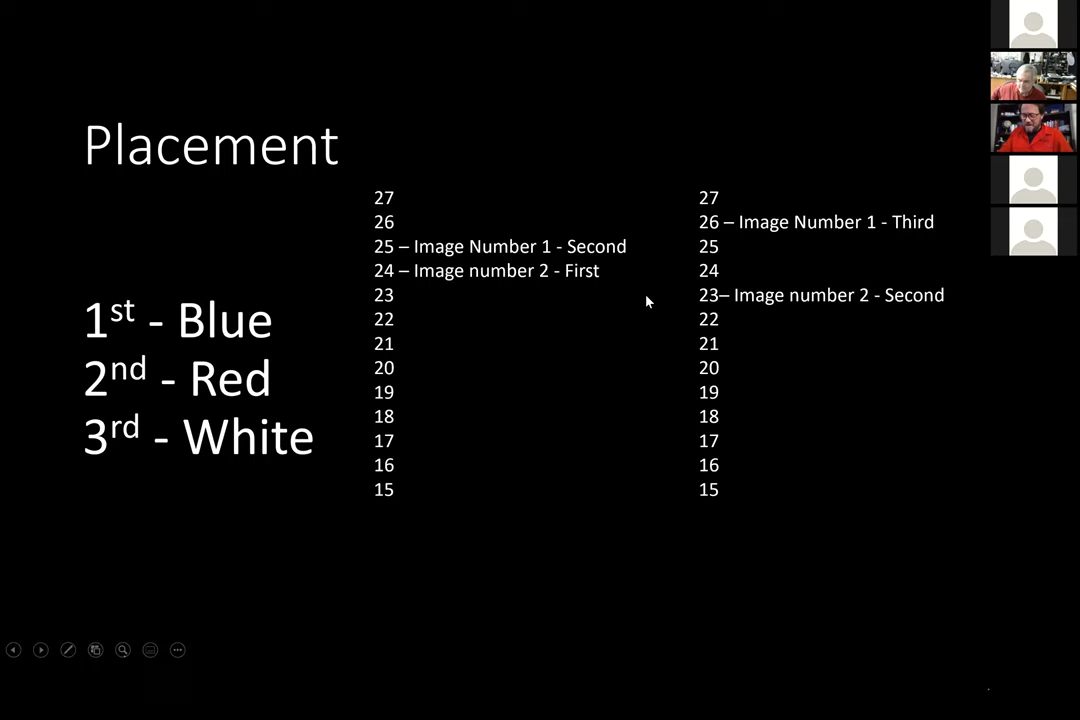 Placement
1st - Blue
2nd - Red
3rd - White
27
26
25 – Image Number 1 - Second
24 – Image number 2 - First
23
22
21
20
19
18
17
16
15
27
26 – Image Number 1 - Third
25
24
23– Image number 2 - Second
22
21
20
19
18
17
16
15